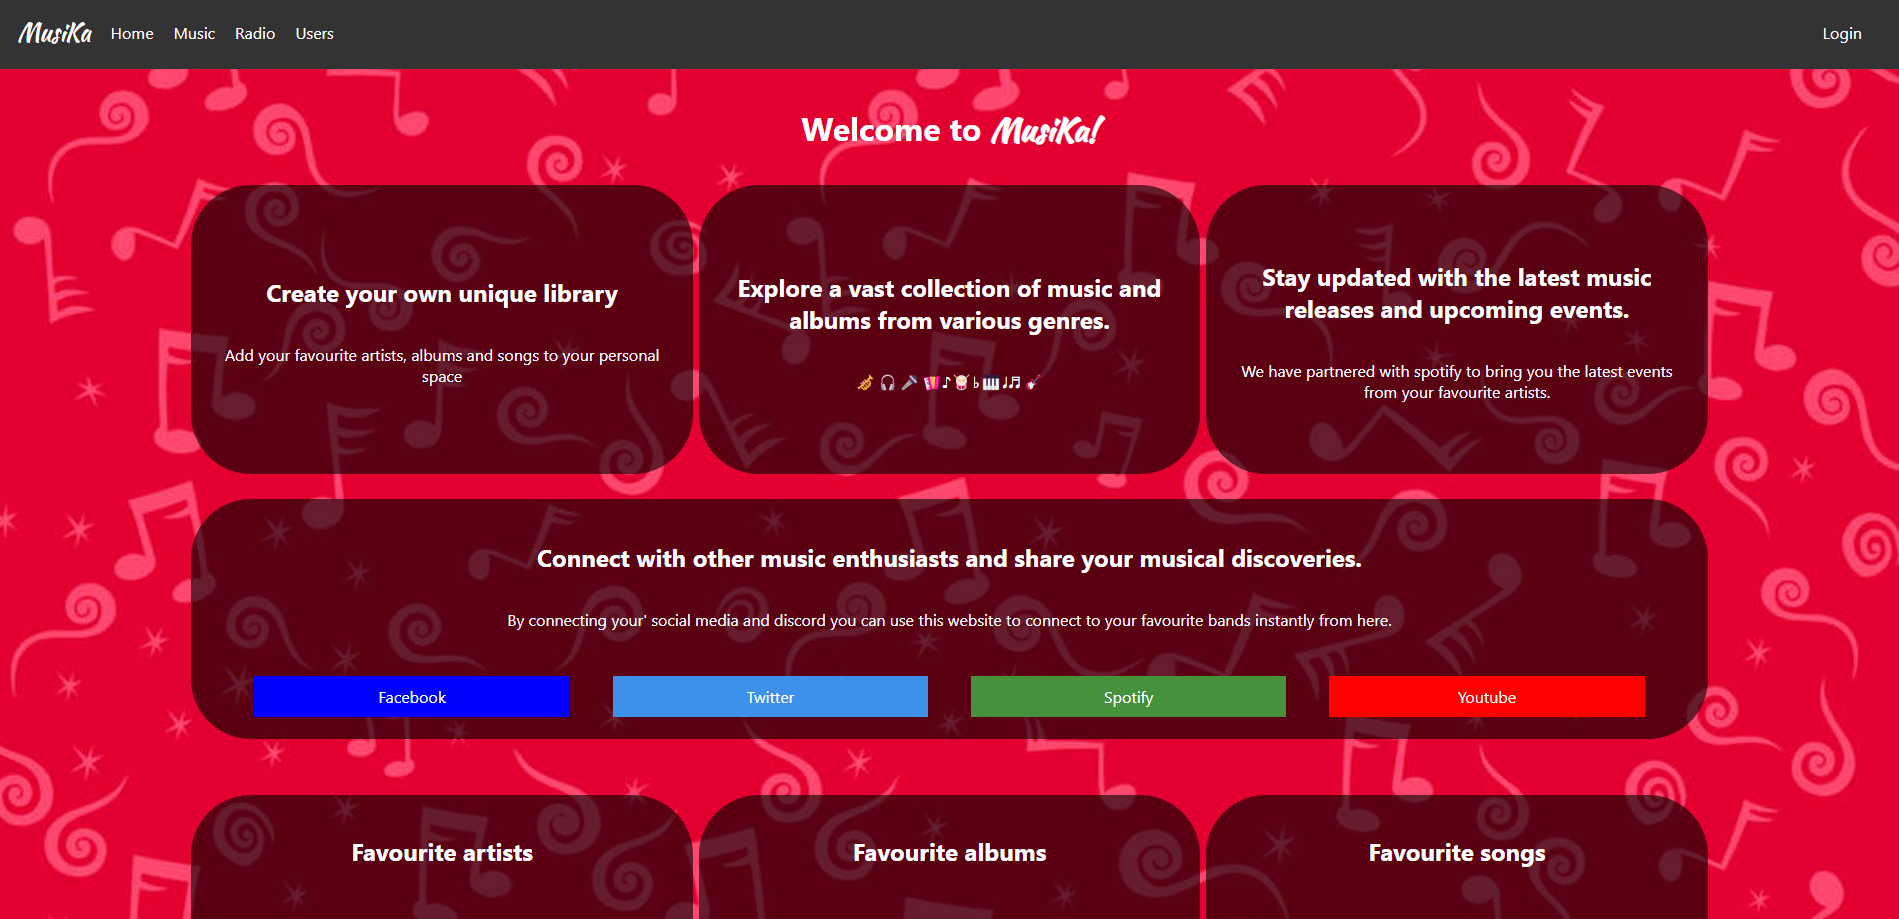 MusiKa Home Music Radio Users Login
Welcome to MusiKa!
Create your own unique library
Add your favourite artists, albums and songs to your personal
space
Explore a vast collection of music and
albums from various genres.
🎺 🎧 🎤 🪗♪🥁♭🎹♩♬ 🎸
Stay updated with the latest music
releases and upcoming events.
We have partnered with spotify to bring you the latest events
from your favourite artists.
Connect with other music enthusiasts and share your musical discoveries.
By connecting your' social media and discord you can use this website to connect to your favourite bands instantly from here.
Facebook Twitter Spotify Youtube
Favourite artists
Favourite albums
Favourite songs